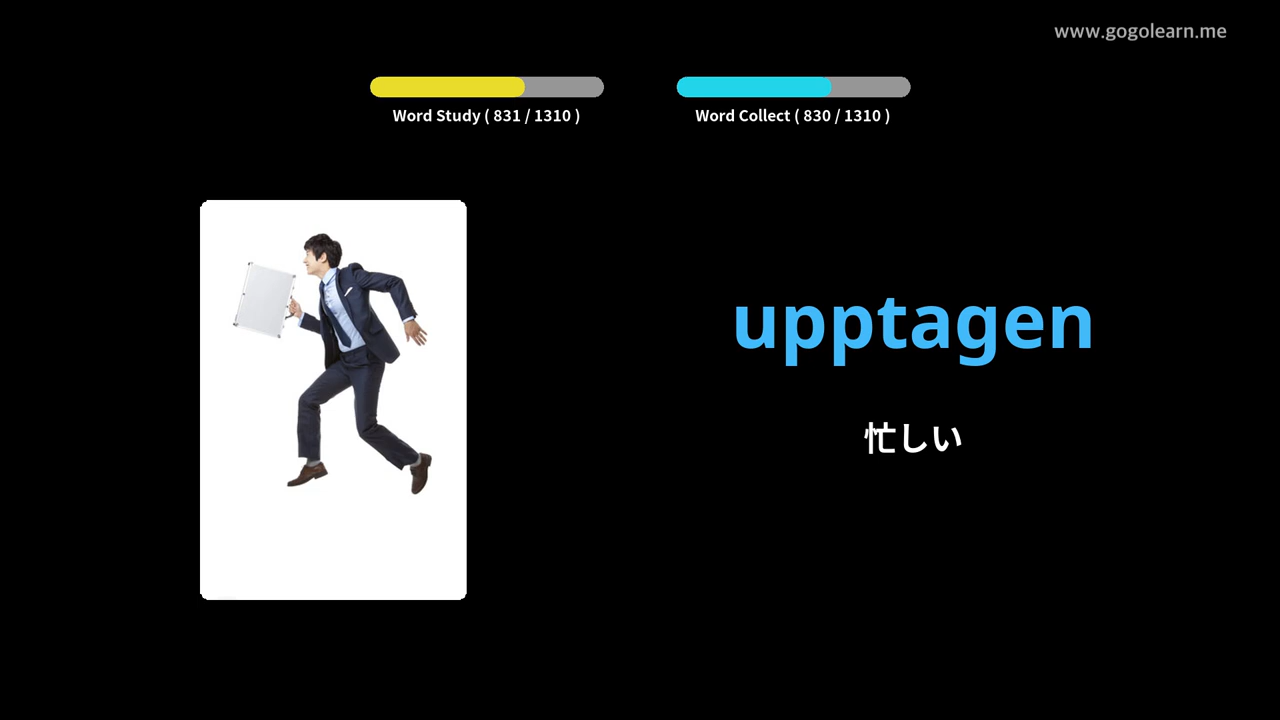 www.gogolearn.me
Word Study ( 831 / 1310 )
Word Collect ( 830 / 1310 )
upptagen
忙しい